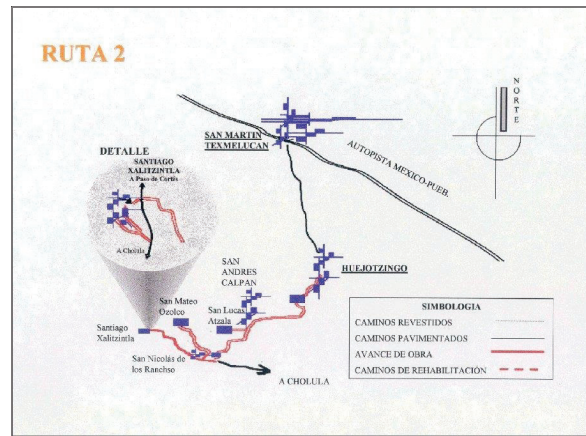 RUTA 2
NORTE
SAN MARTIN
TEXMELUCAN
AUTOPISTA MEXICO-PUEB.
DETALLE
SANTIAGO
XALITZINTLA
A Paso de Cortés
A Cholula
SAN
ANDRES
CALPAN
HUEJOTZINGO
San Mateo
Ozolco
San Lucas
Atzala
Santiago
Xalitzintla
San Nicolás de
los Ranchso
A CHOLULA
SIMBOLOGIA
CAMINOS REVESTIDOS
CAMINOS PAVIMENTADOS
AVANCE DE OBRA
CAMINOS DE REHABILITACIÓN